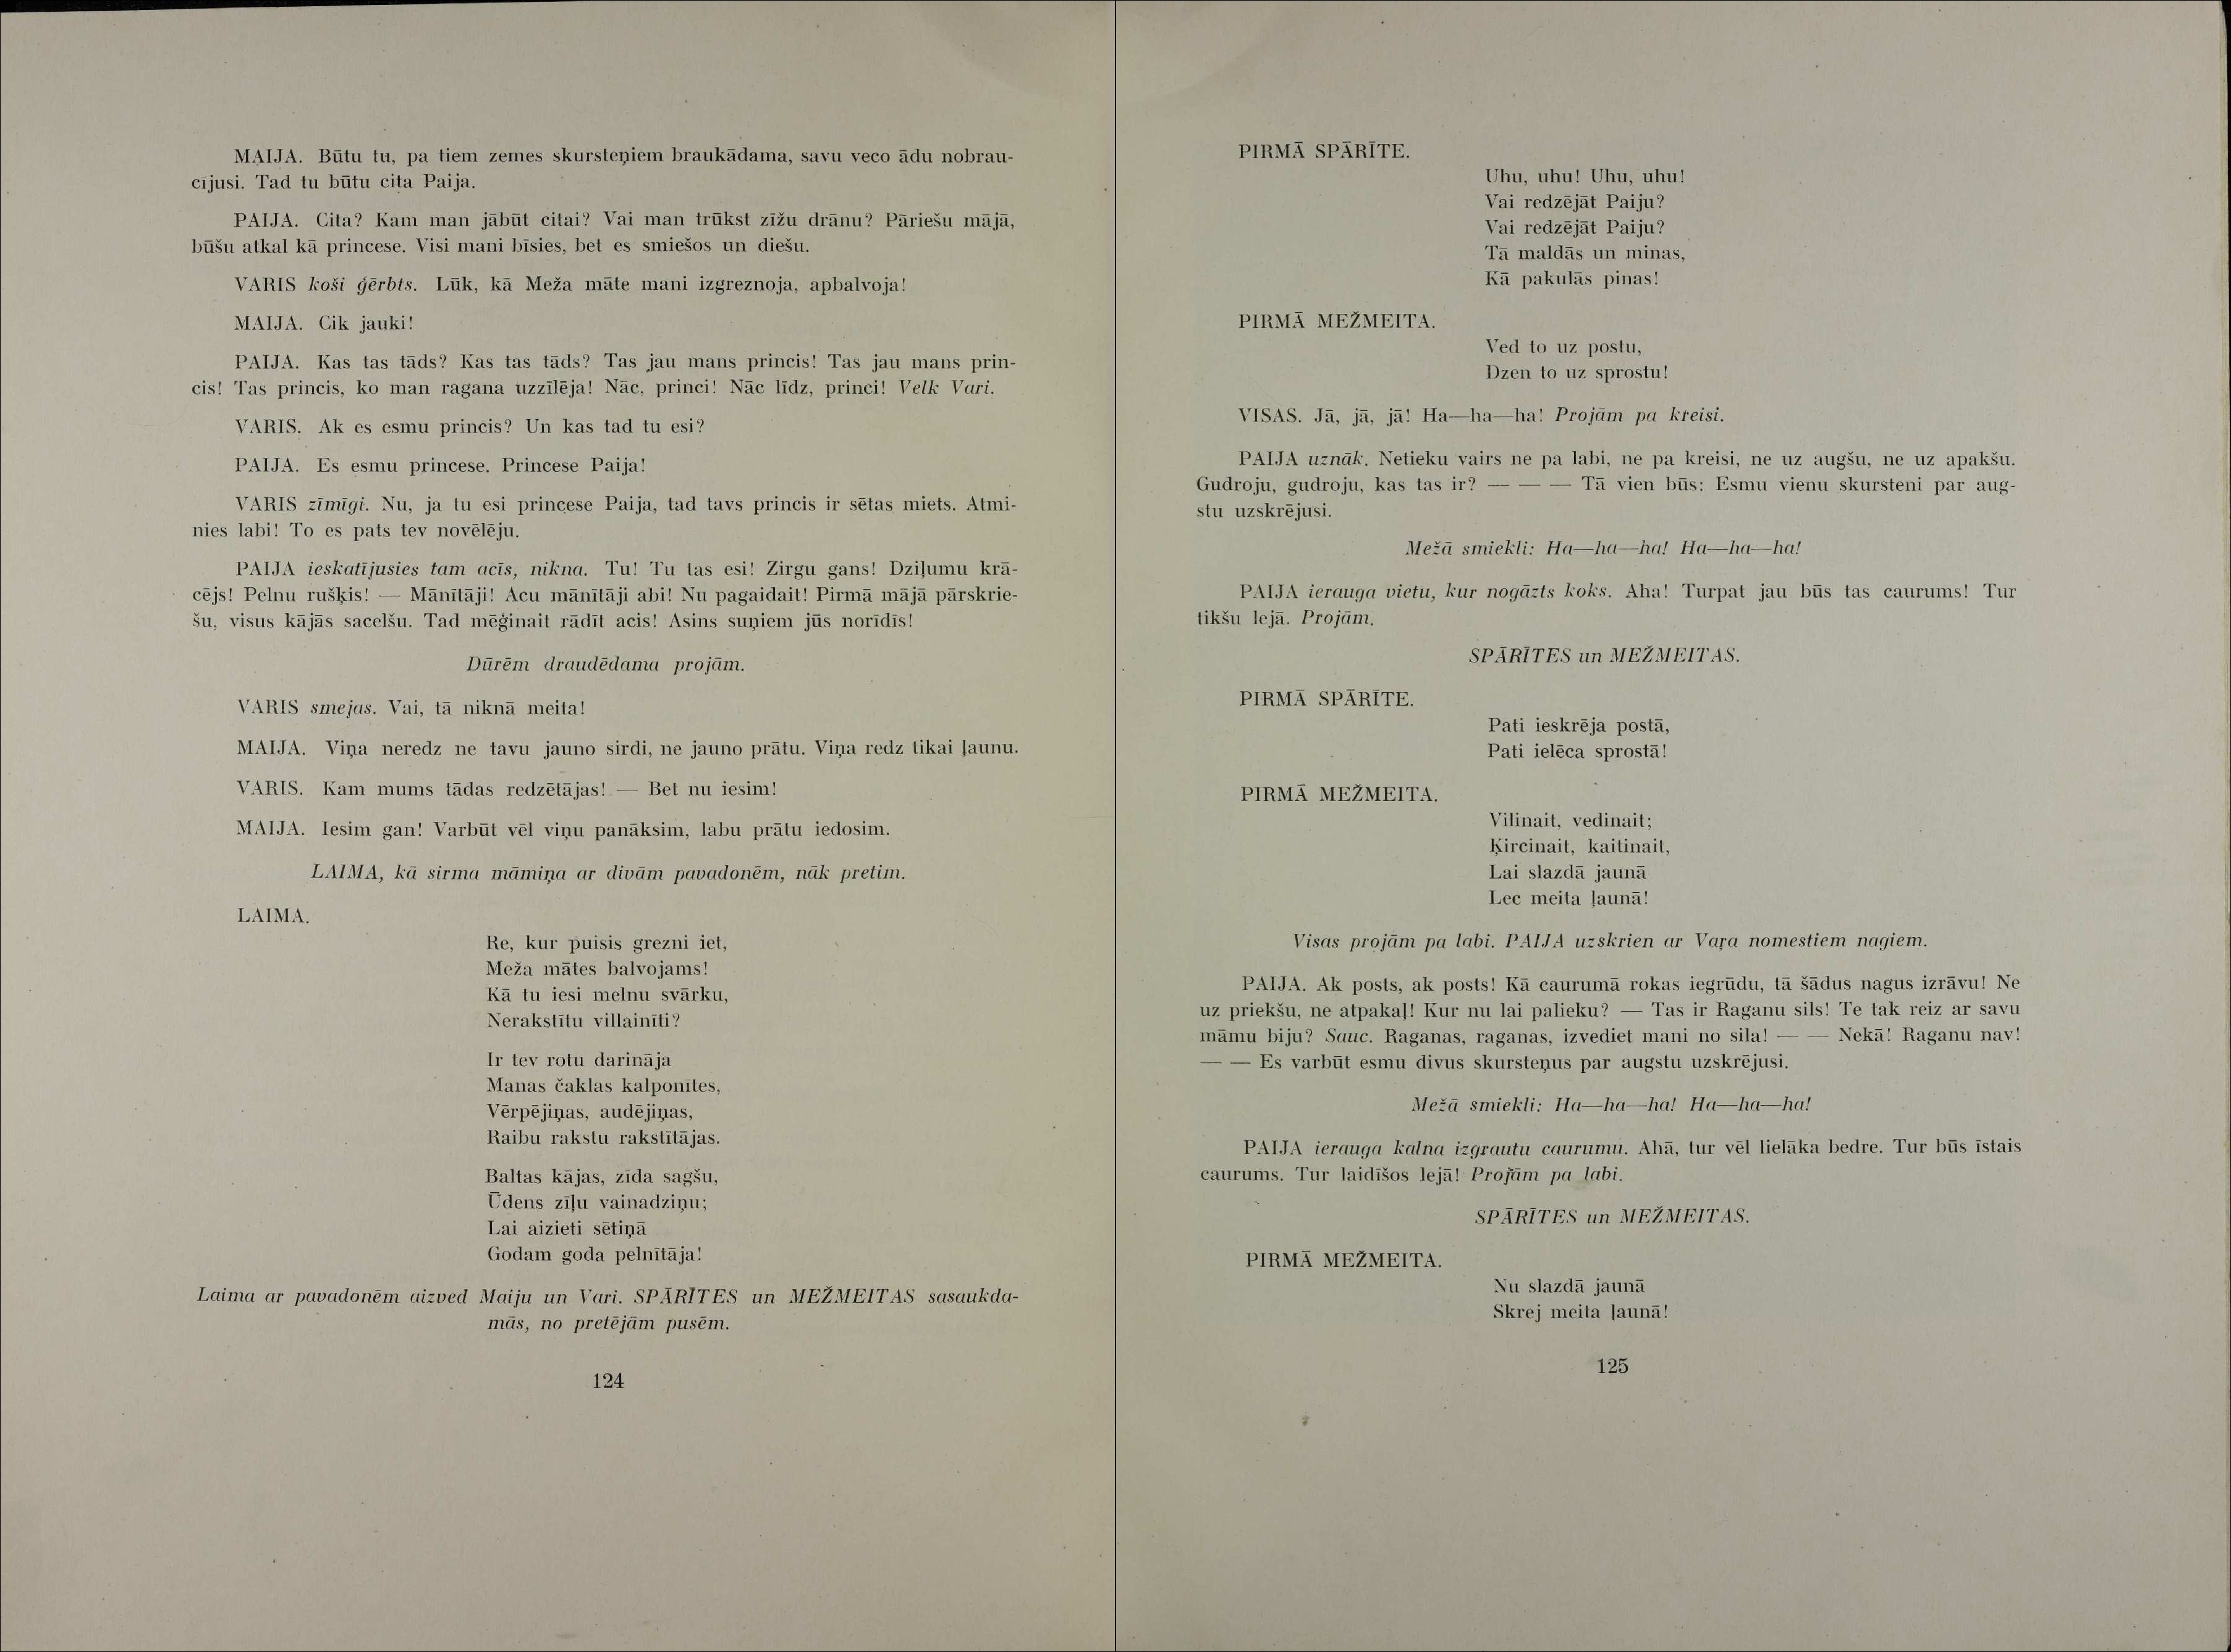 MAIJA. Būtu tu, pa tiem zemes skursteņiem braukādama, savu veco ādu nobrau-
cījusi. Tad tu būtu cita Paija.
PAIJA. Cita? Kam man jābūt citai? Vai man trūkst zīžu drānu? Pāriešu mājā,
būšu atkal kā princese. Visi mani bīsies, bet es smiešos un diešu.
VARIS koši ģērbts. Lūk, kā Meža māte mani izgreznoja, apbalvoja!
MAIJA. Cik jauki!
PAIJA. Kas tas tāds? Kas tas tāds? Tas jau mans princis! Tas jau mans prin-
cis! Tas princis, ko man ragana uzzīlēja! Nāc, princi! Nāc līdz, princi! Velk Vari.
VARIS. Ak es esmu princis? Un kas tad tu esi?
PAIJA. Es esmu princese. Princese Paija!
VARIS zīmīgi. Nu, ja tu esi princese Paija, tad tavs princis ir sētas miets. Atmi-
nies labi! To es pats tev novēlēju.
PAIJA ieskatījusies tam acīs, nikna. Tu! Tu tas esi! Zirgu gans! Dziļumu krā-
cējs! Pelnu rušķis! — Mānītāji! Acu mānītāji abi! Nu pagaidait! Pirmā mājā pārskrie-
šu, visus kājās sacelšu. Tad mēģinait rādīt acis! Asins suņiem jūs norīdīs!
Dūrēm draudēdama projām.
VARIS smejas. Vai, tā niknā meita!
MAIJA. Viņa neredz ne tavu jauno sirdi, ne jauno prātu. Viņa redz tikai ļaunu.
VARIS. Kam mums tādas redzētājas! — Bet nu iesim!
MAIJA. Iesim gan! Varbūt vēl viņu panāksim, labu prātu iedosim.
LAIMA, kā sirma māmiņa ar divām pavadonēm, nāk pretim.
LAIMA.
Re, kur puisis grezni iet,
Meža mātes balvojams!
Kā tu iesi melnu svārku,
Nerakstītu villainīti?
Ir tev rotu darināja
Manas čaklas kalponītes,
Vērpējiņas, audējiņas,
Raibu rakstu rakstītājas.
Baltas kājas, zīda sagšu,
Ūdens zīļu vainadziņu;
Lai aizieti sētiņā
Godam goda pelnītāja!
Laima ar pavadonēm aizved Maiju un Vari. SPĀRĪTES un MEŽMEITAS sasaukda-
mās, no pretējām pusēm.
124
PIRMĀ SPĀRĪTE.
Uhu, uhu! Uhu, uhu!
Vai redzējāt Paiju?
Vai redzējāt Paiju?
Tā maldās un minas,
Kā pakulās pinas!
PIRMĀ MEŽMEITA.
Ved to uz postu,
Dzen to uz sprostu!
VISAS. Jā, jā, jā! Ha—ha—ha! Projām pa kreisi.
PAIJA uznāk. Netieku vairs ne pa labi, ne pa kreisi, ne uz augšu, ne uz apakšu.
Gudroju, gudroju, kas tas ir? — — — Tā vien būs: Esmu vienu skursteni par aug-
stu uzskrējusi.
Mežā smiekli: Ha—ha—ha! Ha—ha—ha!
PAIJA ierauga vietu, kur nogāzts koks. Aha! Turpat jau būs tas caurums! Tur
tikšu lejā. Projām.
SPĀRĪTES un MEŽMEITAS.
PIRMĀ SPĀRĪTE.
Pati ieskrēja postā,
Pati ielēca sprostā!
PIRMĀ MEŽMEITA.
Vilinait, vedinait;
Ķircinait, kaitinait,
Lai slazdā jaunā
Lec meita ļaunā!
Visas projām pa labi. PAIJA uzskrien ar Vaŗa nomestiem nagiem.
PAIJA. Ak posts, ak posts! Kā caurumā rokas iegrūdu, tā šādus nagus izrāvu! Ne
uz priekšu, ne atpakaļ! Kur nu lai palieku? — Tas ir Raganu sils! Te tak reiz ar savu
māmu biju? Sauc. Raganas, raganas, izvediet mani no sila! — — Nekā! Raganu nav!
— — Es varbūt esmu divus skursteņus par augstu uzskrējusi.
Mežā smiekli: Ha—ha—ha! Ha—ha—ha!
PAIJA ierauga kalna izgrautu caurumu. Ahā, tur vēl lielāka bedre. Tur būs īstais
caurums. Tur laidīšos lejā! Projām pa labi.
SPĀRĪTES un MEŽMEITAS.
PIRMĀ MEŽMEITA.
Nu slazdā jaunā
Skrej meita ļaunā!
125